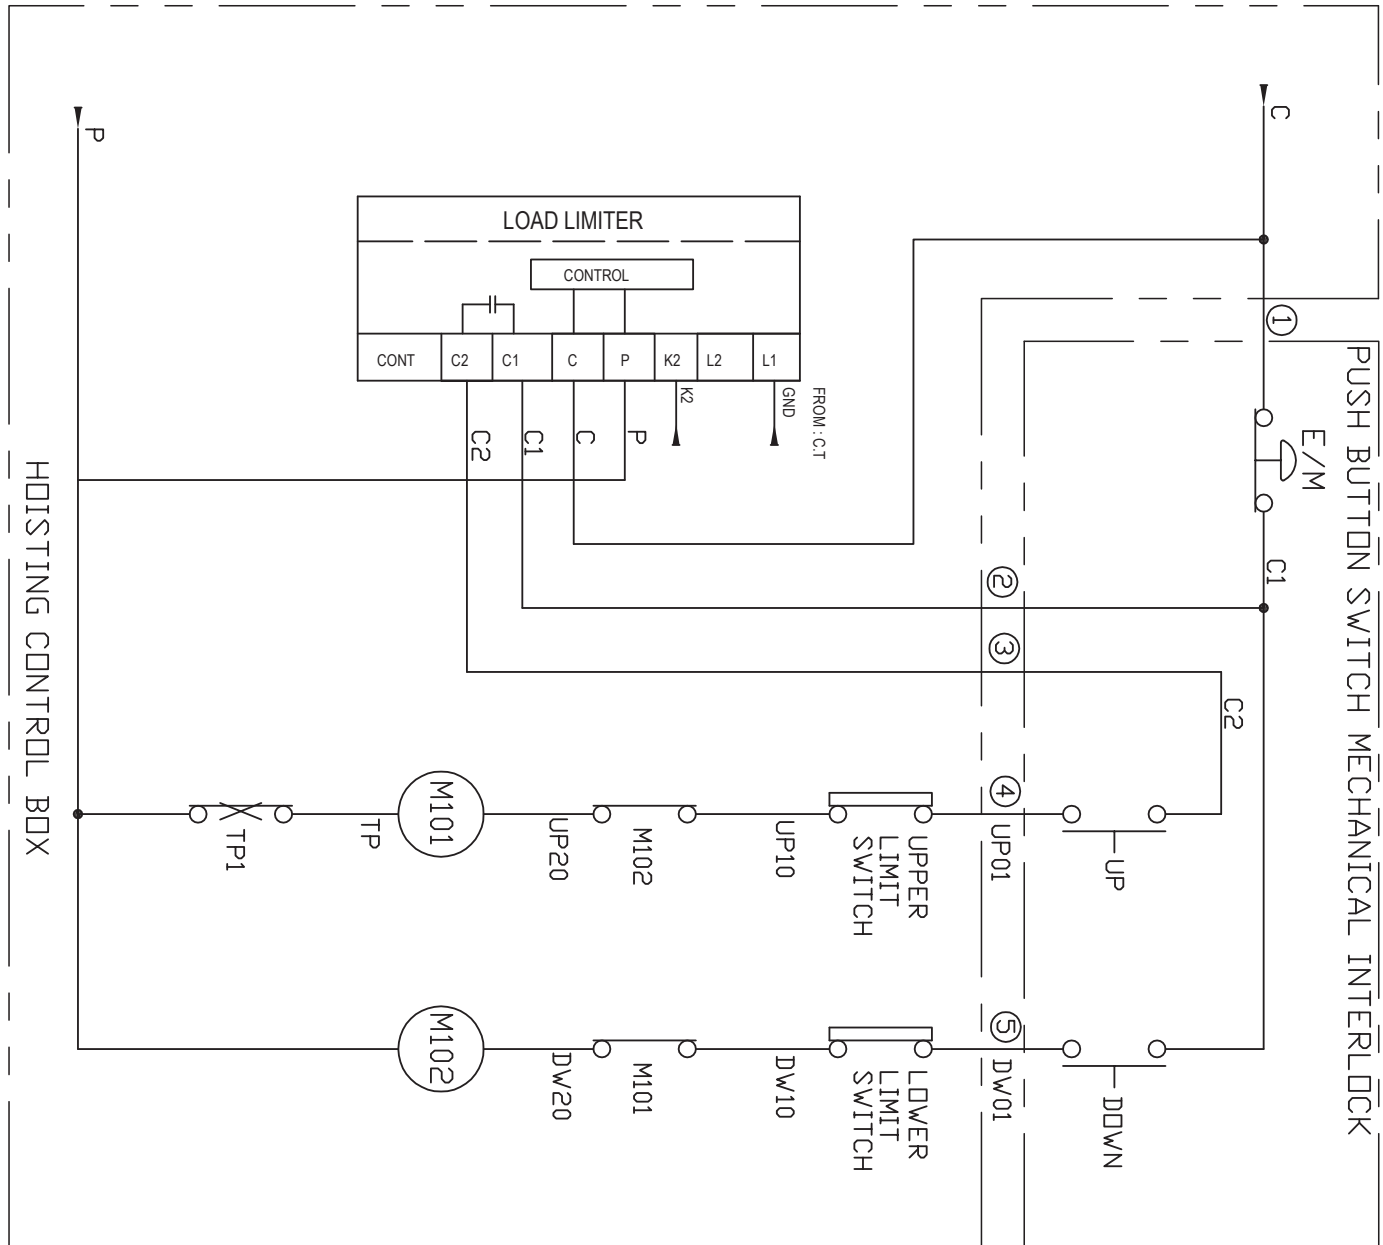 C
P
LOAD LIMITER
CONTROL
CONT
C2
C1
C
P
K2
L2
L1
K2
GND
FROM : C.T
C2
C1
C
P
1
E/M
C1
PUSH BUTTON SWITCH MECHANICAL INTERLOCK
2
3
C2
HOISTING CONTROL BOX
TP1
TP
M101
UP20
M102
UP10
UPPER
LIMIT
SWITCH
4
UP01
UP
M102
DW20
M101
DW10
LOWER
LIMIT
SWITCH
5
DW01
DOWN